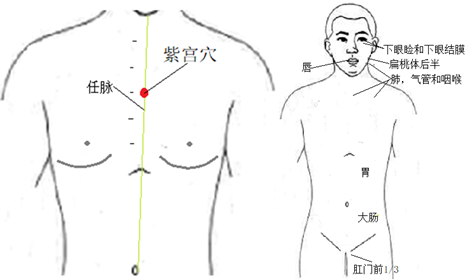 紫宫穴
任脉
下眼睑和下眼结膜
唇
扁桃体后半
肺，气管和咽喉
胃
大肠
肛门前1/3